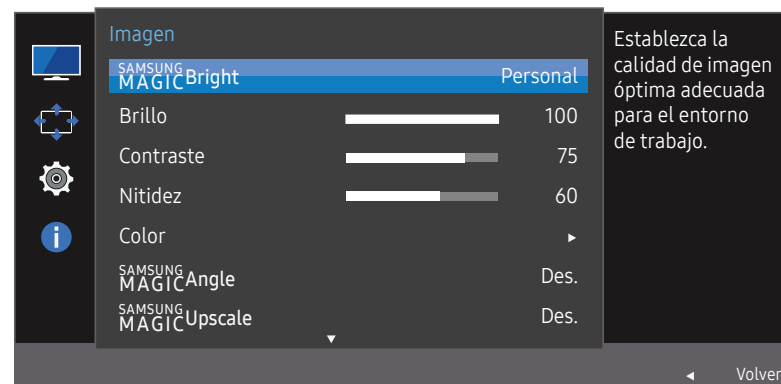 Imagen
SAMSUNG
MAGIC Bright Personal
Brillo 100
Contraste 75
Nitidez 60
Color
SAMSUNG
MAGIC Angle Des.
SAMSUNG
MAGIC Upscale Des.
Establezca la
calidad de imagen
óptima adecuada
para el entorno
de trabajo.
Volver